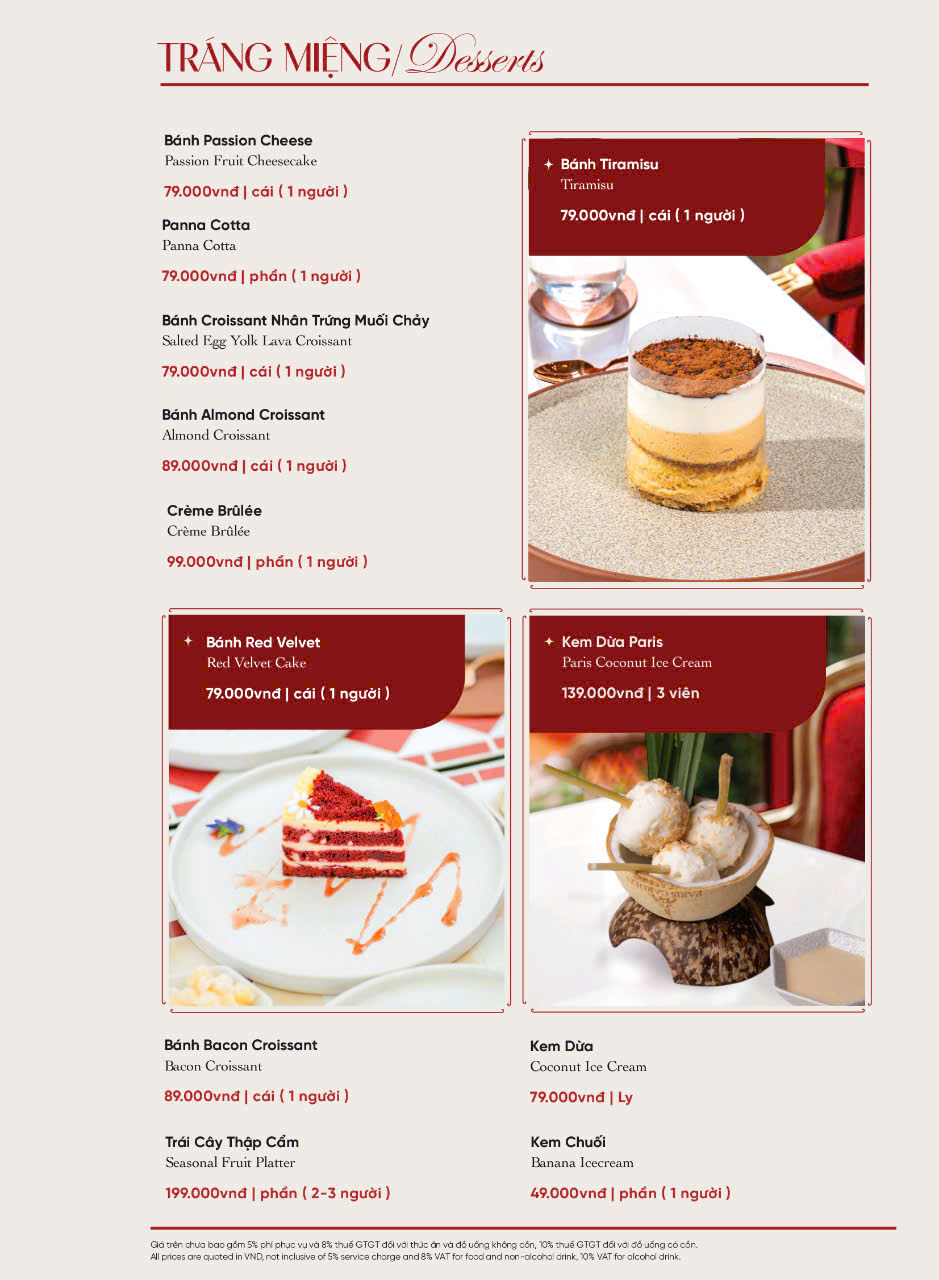 TRÁNG MIỆNG/Desserts
Bánh Passion Cheese
Passion Fruit Cheesecake
79.000vnđ | cái ( 1 người )
Panna Cotta
Panna Cotta
79.000vnđ | phần ( 1 người )
Bánh Croissant Nhân Trứng Muối Chảy
Salted Egg Yolk Lava Croissant
79.000vnđ | cái ( 1 người )
Bánh Almond Croissant
Almond Croissant
89.000vnđ | cái ( 1 người )
Crème Brûlée
Crème Brûlée
99.000vnđ | phần ( 1 người )
Bánh Tiramisu
Tiramisu
79.000vnđ | cái ( 1 người )
Bánh Red Velvet
Red Velvet Cake
79.000vnđ | cái ( 1 người )
Kem Dừa Paris
Paris Coconut Ice Cream
139.000vnđ | 3 viên
Bánh Bacon Croissant
Bacon Croissant
89.000vnđ | cái ( 1 người )
Trái Cây Thập Cẩm
Seasonal Fruit Platter
199.000vnđ | phần ( 2-3 người )
Kem Dừa
Coconut Ice Cream
79.000vnđ | Ly
Kem Chuối
Banana Icecream
49.000vnđ | phần ( 1 người )
Giá trên chưa bao gồm 5% phí phục vụ và 8% thuế GTGT đối với thức ăn và đồ uống không cồn, 10% thuế GTGT đối với đồ uống có cồn.
All prices are quoted in VND, not inclusive of 5% service charge and 8% VAT for food and non-alcohol drink, 10% VAT for alcohol drink.